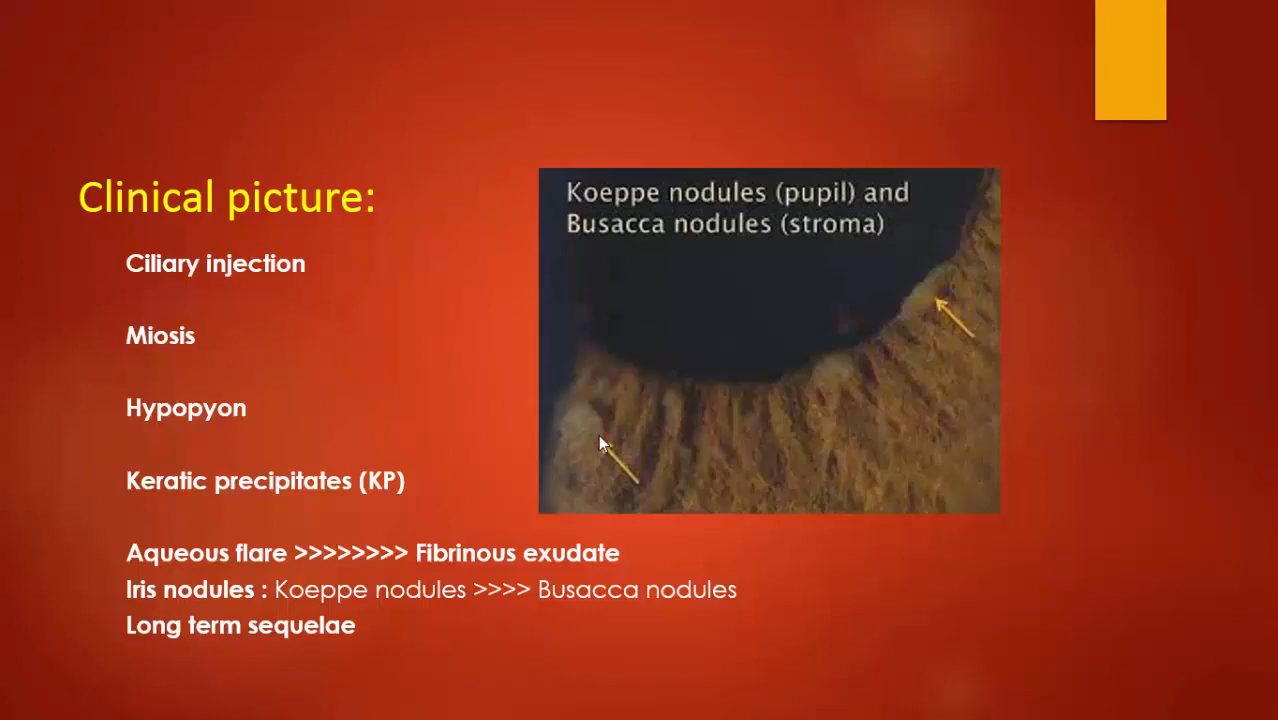 Clinical picture:
Ciliary injection
Miosis
Hypopyon
Keratic precipitates (KP)
Aqueous flare >>>>>>>> Fibrinous exudate
Iris nodules : Koeppe nodules >>>> Busacca nodules
Long term sequelae
Koeppe nodules (pupil) and
Busacca nodules (stroma)